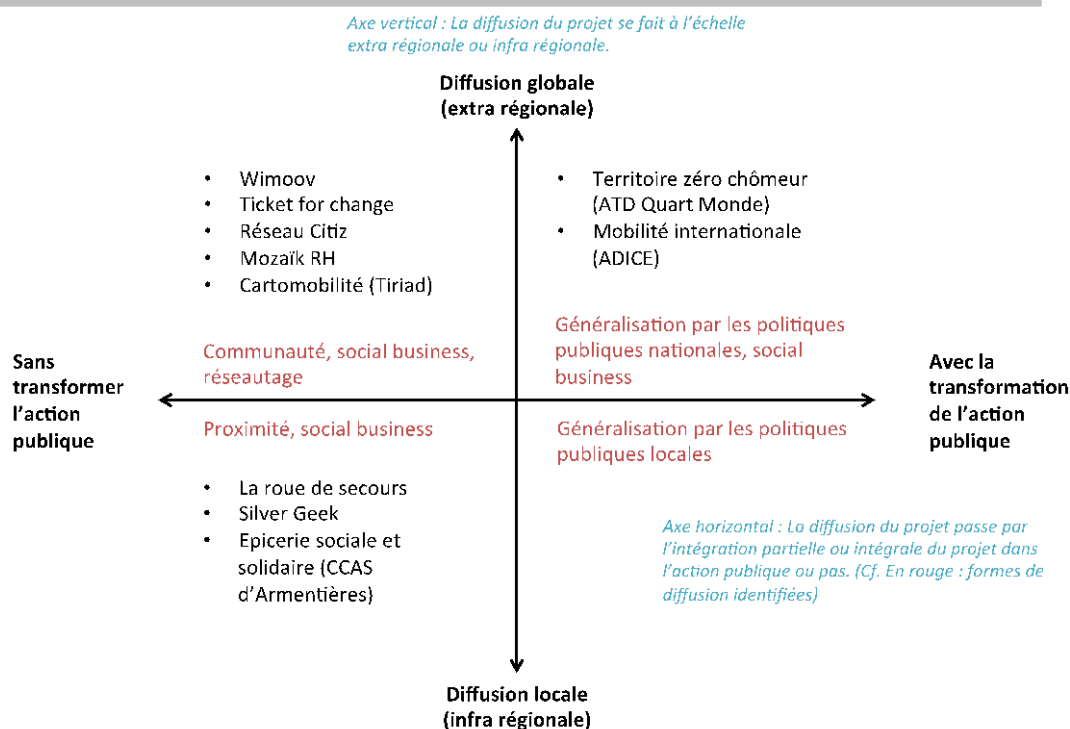 Axe vertical : La diffusion du projet se fait à l'échelle
extra régionale ou infra régionale.
Diffusion globale
(extra régionale)
• Wimoov
• Ticket for change
• Réseau Citiz
• Mozaïk RH
• Cartomobilité (Tiriad)
• Territoire zéro chômeur
(ATD Quart Monde)
• Mobilité internationale
(ADICE)
Communauté, social business,
réseautage
Généralisation par les politiques
publiques nationales, social
business
Sans
transformer
l'action
publique
Avec la
transformation
de l'action
publique
Proximité, social business
Généralisation par les politiques
publiques locales
• La roue de secours
• Silver Geek
• Epicerie sociale et
solidaire (CCAS
d'Armentières)
Axe horizontal : La diffusion du projet passe par
l'intégration partielle ou intégrale du projet dans
l'action publique ou pas. (Cf. En rouge : formes de
diffusion identifiées)
Diffusion locale
(infra régionale)